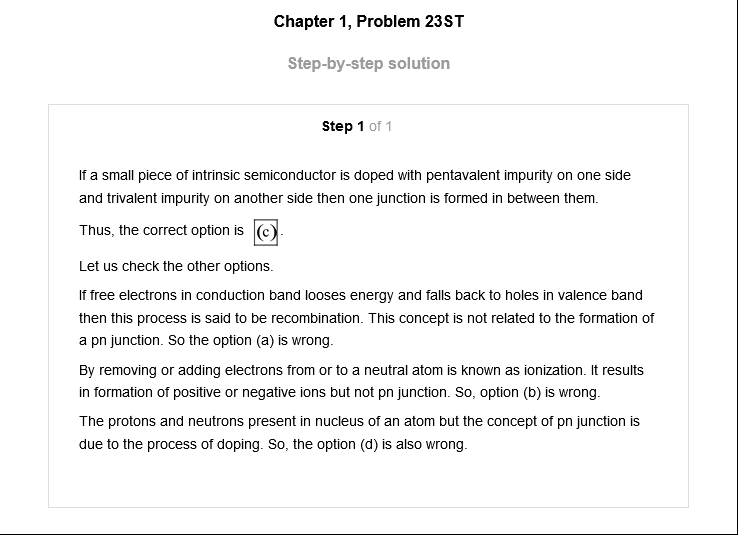 Chapter 1, Problem 23ST
Step-by-step solution
Step 1 of 1
If a small piece of intrinsic semiconductor is doped with pentavalent impurity on one side
and trivalent impurity on another side then one junction is formed in between them.
Thus, the correct option is (c).
Let us check the other options.
If free electrons in conduction band looses energy and falls back to holes in valence band
then this process is said to be recombination. This concept is not related to the formation of
a pn junction. So the option (a) is wrong.
By removing or adding electrons from or to a neutral atom is known as ionization. It results
in formation of positive or negative ions but not pn junction. So, option (b) is wrong.
The protons and neutrons present in nucleus of an atom but the concept of pn junction is
due to the process of doping. So, the option (d) is also wrong.